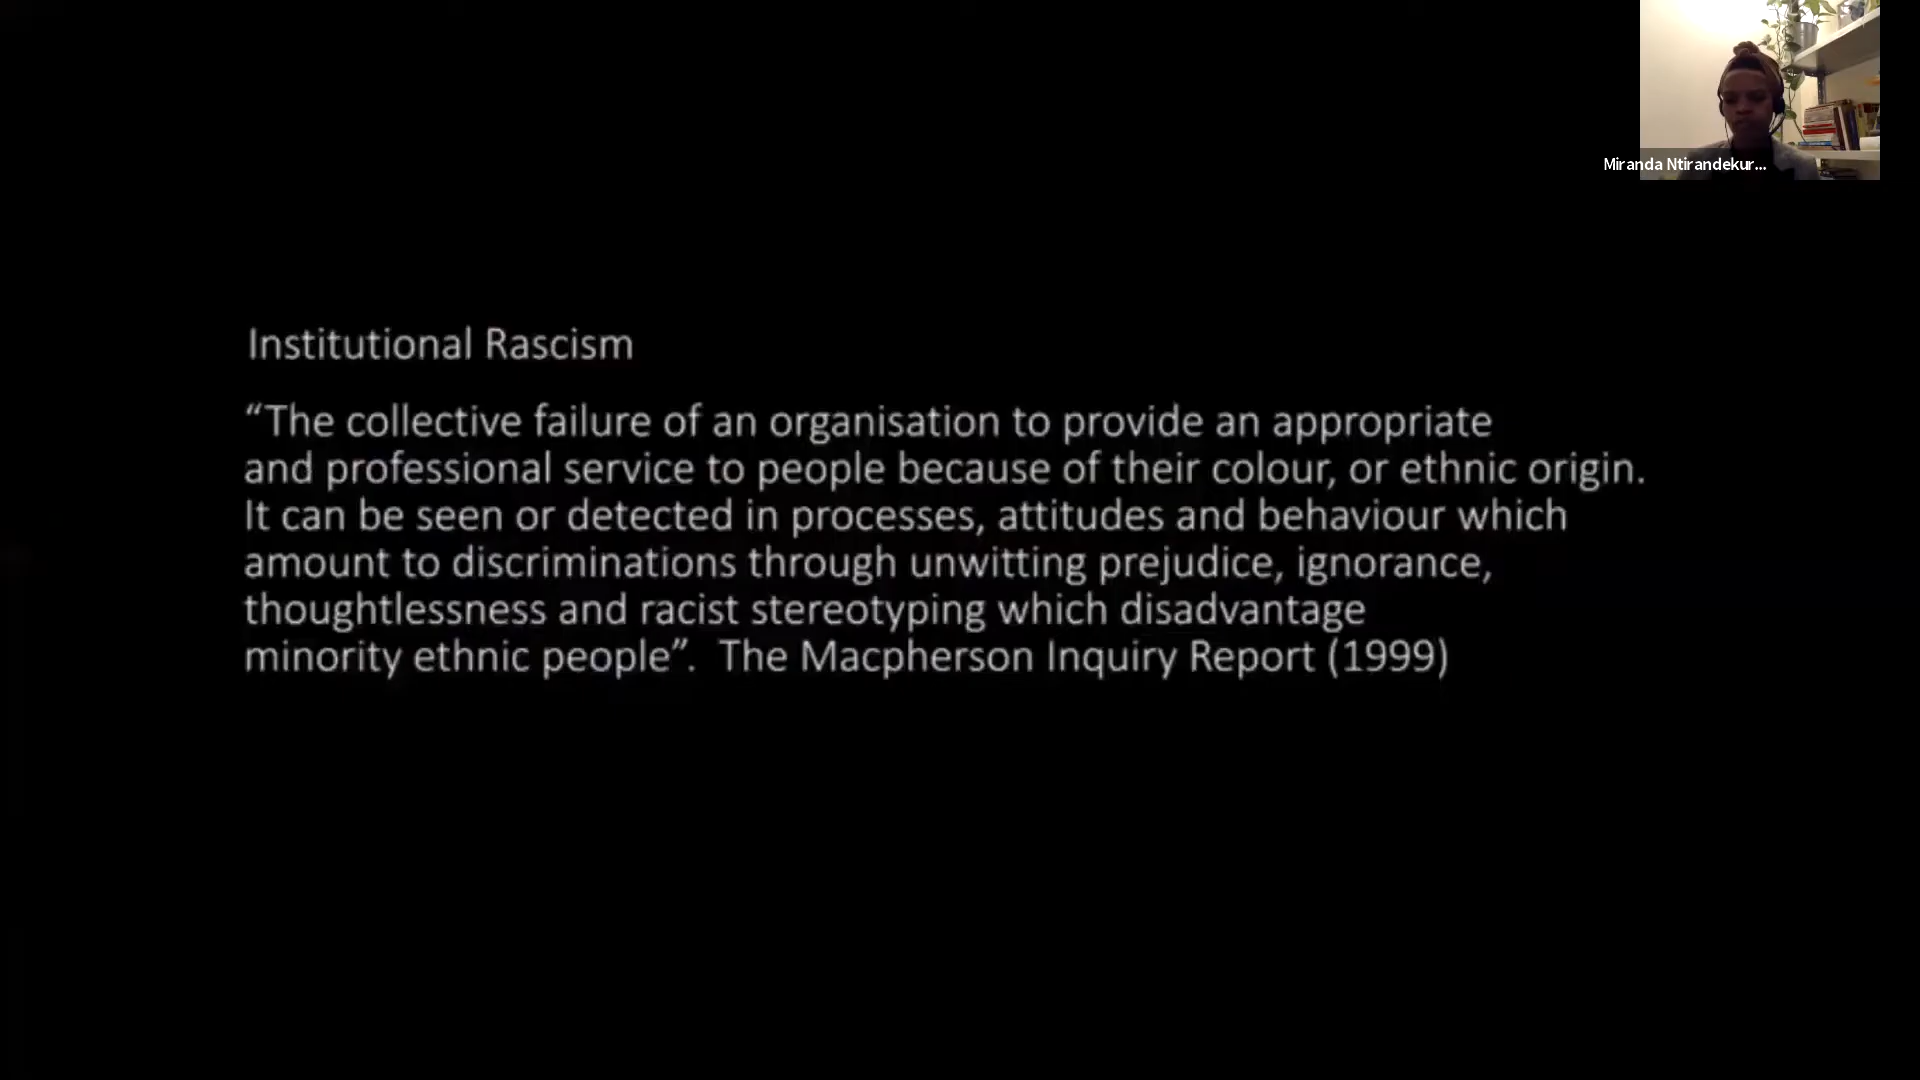 Miranda Ntirandekur...
Institutional Rascism
“The collective failure of an organisation to provide an appropriate
and professional service to people because of their colour, or ethnic origin.
It can be seen or detected in processes, attitudes and behaviour which
amount to discriminations through unwitting prejudice, ignorance,
thoughtlessness and racist stereotyping which disadvantage
minority ethnic people”.  The Macpherson Inquiry Report (1999)